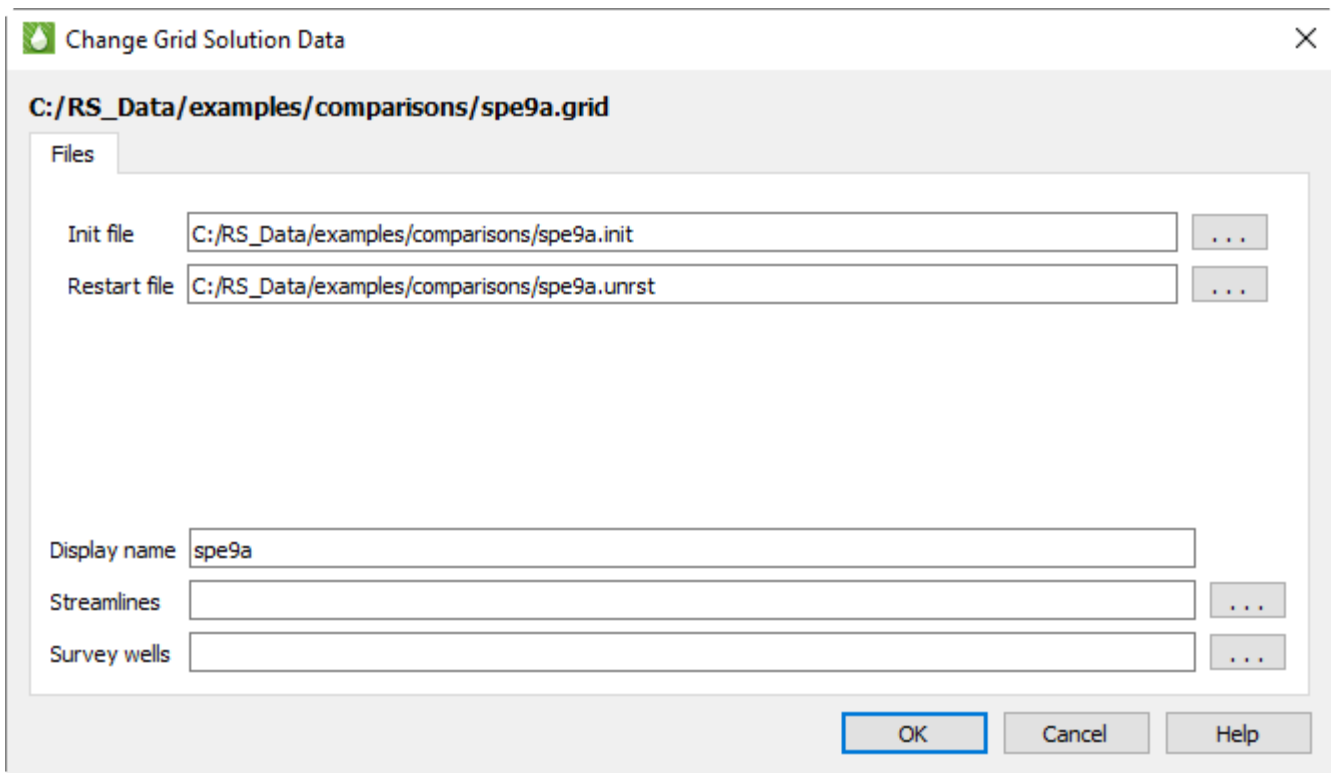 Change Grid Solution Data
C:/RS_Data/examples/comparisons/spe9a.grid
Files
Init file C:/RS_Data/examples/comparisons/spe9a.init ...
Restart file C:/RS_Data/examples/comparisons/spe9a.unrst ...
Display name spe9a
Streamlines ...
Survey wells ...
OK Cancel Help